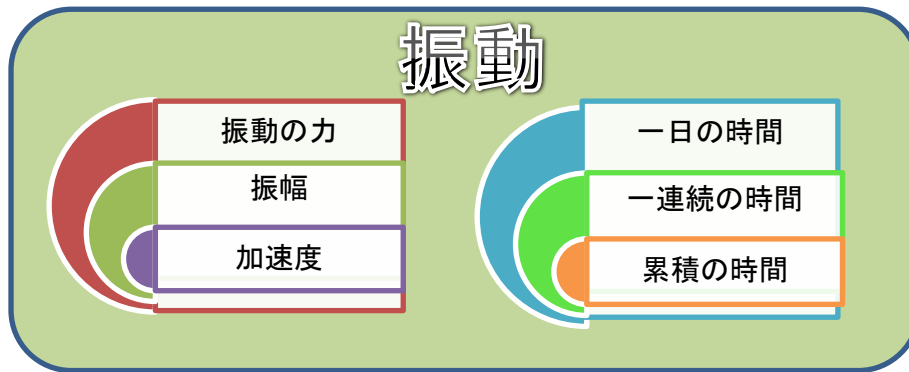 振動
振動の力
振幅
加速度
一日の時間
一連続の時間
累積の時間